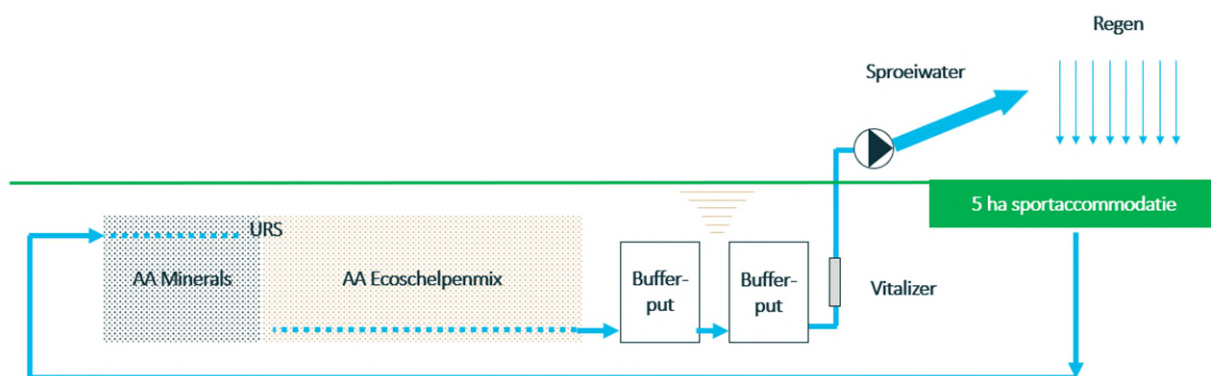 Regen
Sproeiwater
5 ha sportaccommodatie
URS
AA Minerals
AA Ecoschelpenmix
Buffer-
put
Buffer-
put
Vitalizer